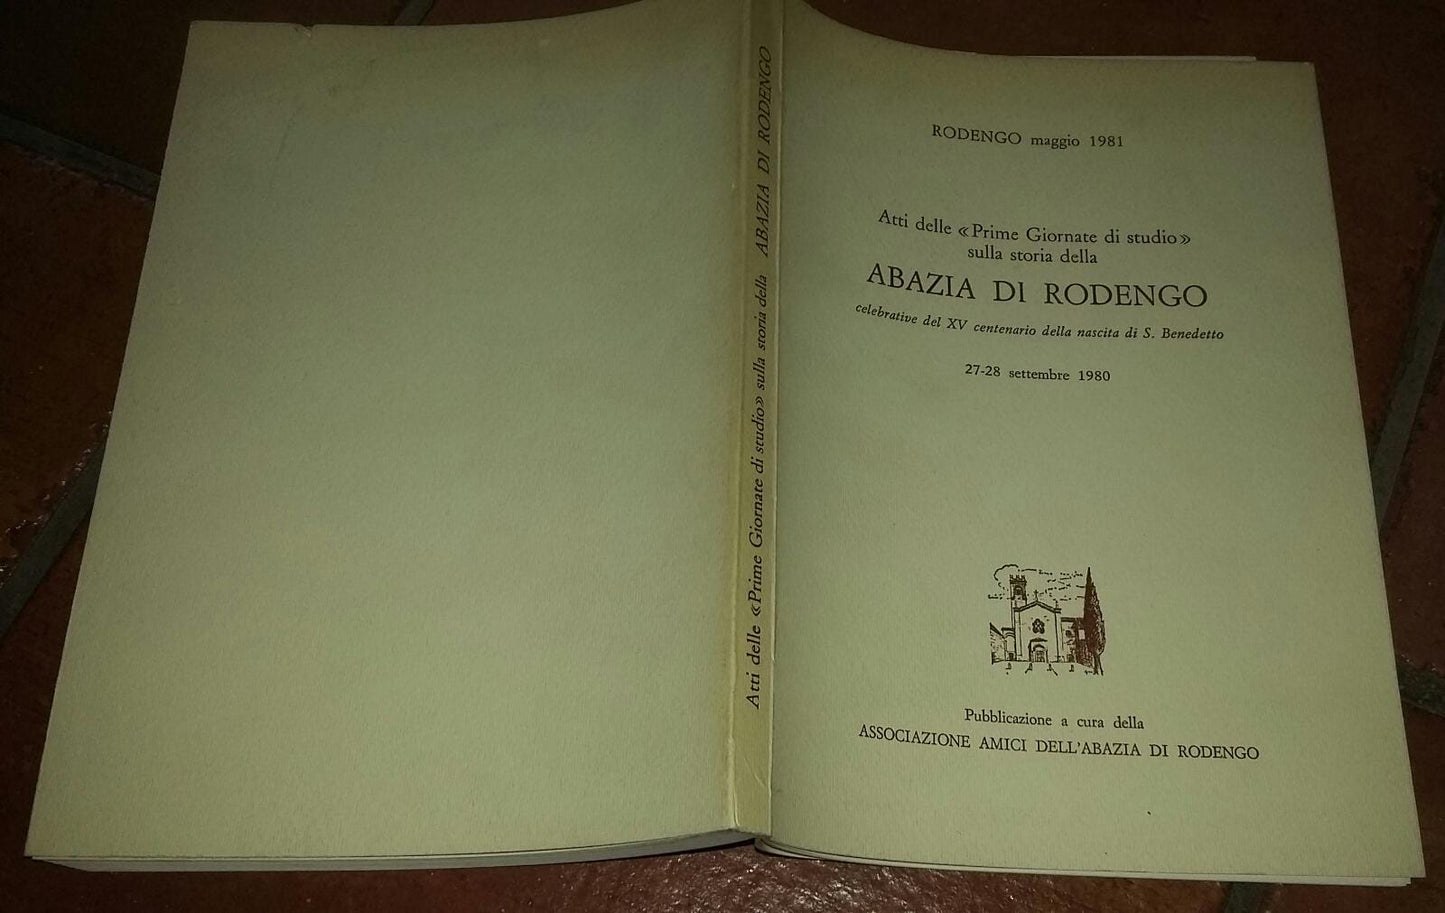 Atti delle «Prime Giornate di studio» sulla storia della ABAZIA DI RODENGO
RODENGO maggio 1981
Atti delle «Prime Giornate di studio»
sulla storia della
ABAZIA DI RODENGO
celebrative del XV centenario della nascita di S. Benedetto
27-28 settembre 1980
Pubblicazione a cura della
ASSOCIAZIONE AMICI DELL'ABAZIA DI RODENGO